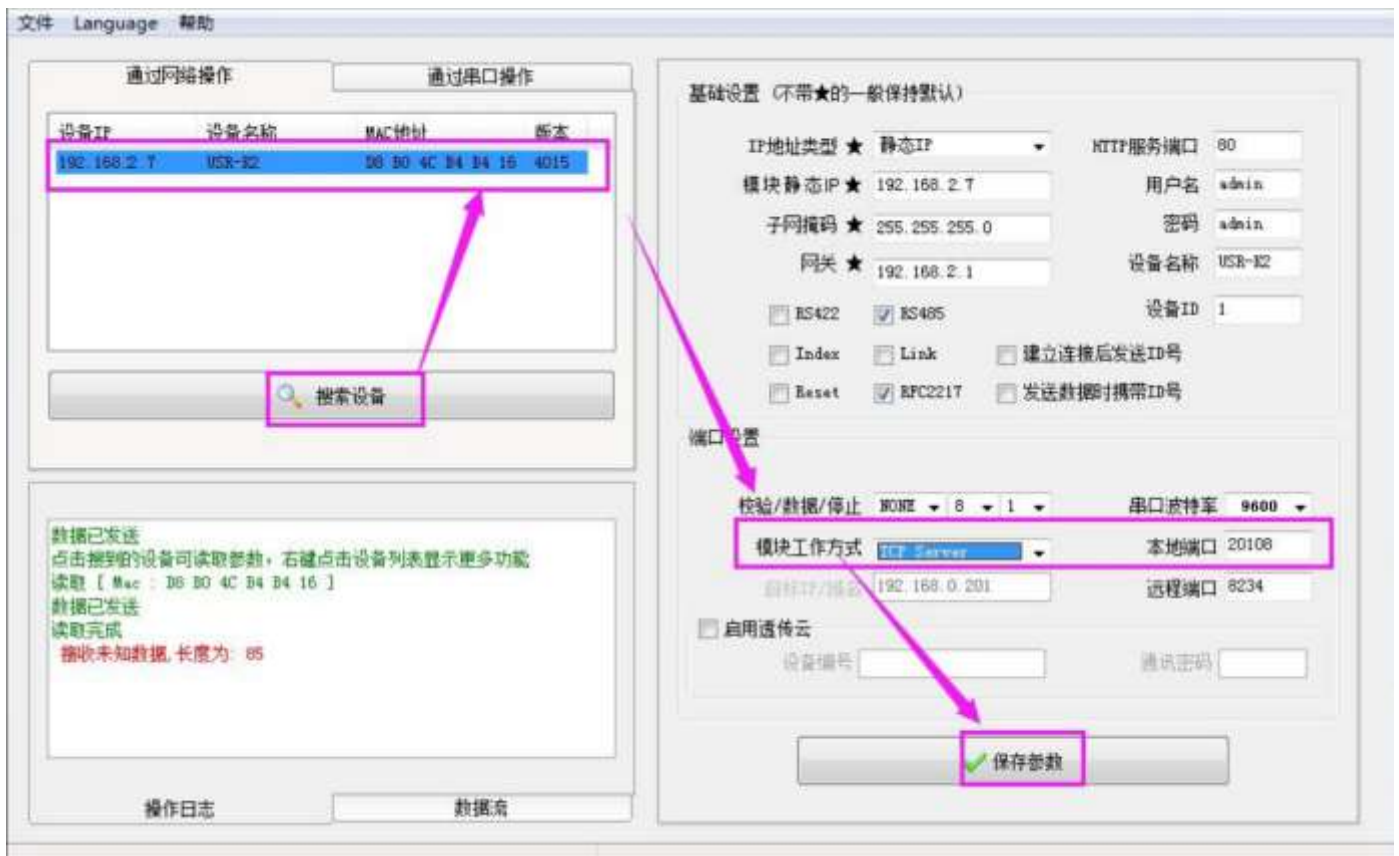 文件 Language 帮助
通过网络操作 通过串口操作
设备IP 设备名称 MAC地址 版本
192.168.2.7 USR-K2 D8 B0 4C B4 B4 16 4015
搜索设备
数据已发送
点击搜到的设备可读取参数，右键点击设备列表显示更多功能
读取 [ Mac : D8 B0 4C B4 B4 16 ]
数据已发送
读取完成
接收未知数据,长度为: 85
操作日志 数据流
基础设置 (不带★的一般保持默认)
IP地址类型 ★ 静态IP HTTP服务端口 80
模块静态IP ★ 192.168.2.7 用户名 admin
子网掩码 ★ 255.255.255.0 密码 admin
网关 ★ 192.168.2.1 设备名称 USR-K2
RS422 RS485 设备ID 1
Index Link 建立连接后发送ID号
Reset RFC2217 发送数据时携带ID号
端口设置
校验/数据/停止 NONE 8 1 串口波特率 9600
模块工作方式 TCP Server 本地端口 20108
目标IP/域名 192.168.0.201 远程端口 8234
启用透传云
设备编号 通讯密码
保存参数